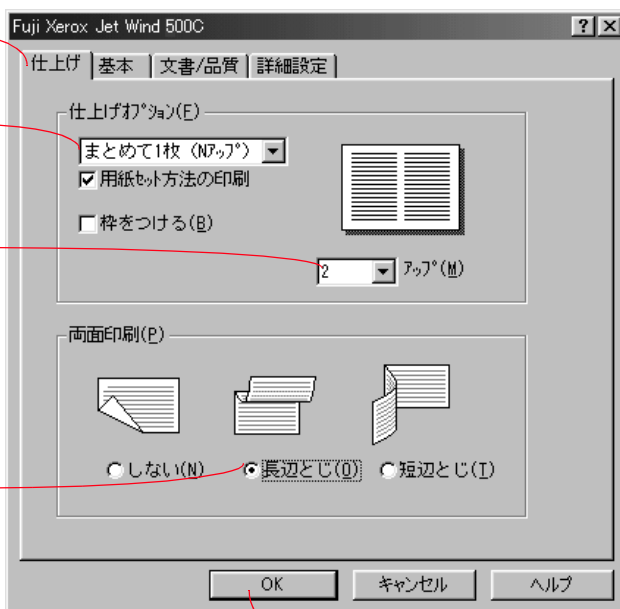 Fuji Xerox Jet Wind 500C
仕上げ 基本 文書/品質 詳細設定
仕上げｵﾌﾟｼｮﾝ(F)
まとめて1枚 (Nｱｯﾌﾟ)
用紙ｾｯﾄ方法の印刷
枠をつける(B)
2 ｱｯﾌﾟ(M)
両面印刷(P)
しない(N) 長辺とじ(O) 短辺とじ(T)
OK キャンセル ヘルプ